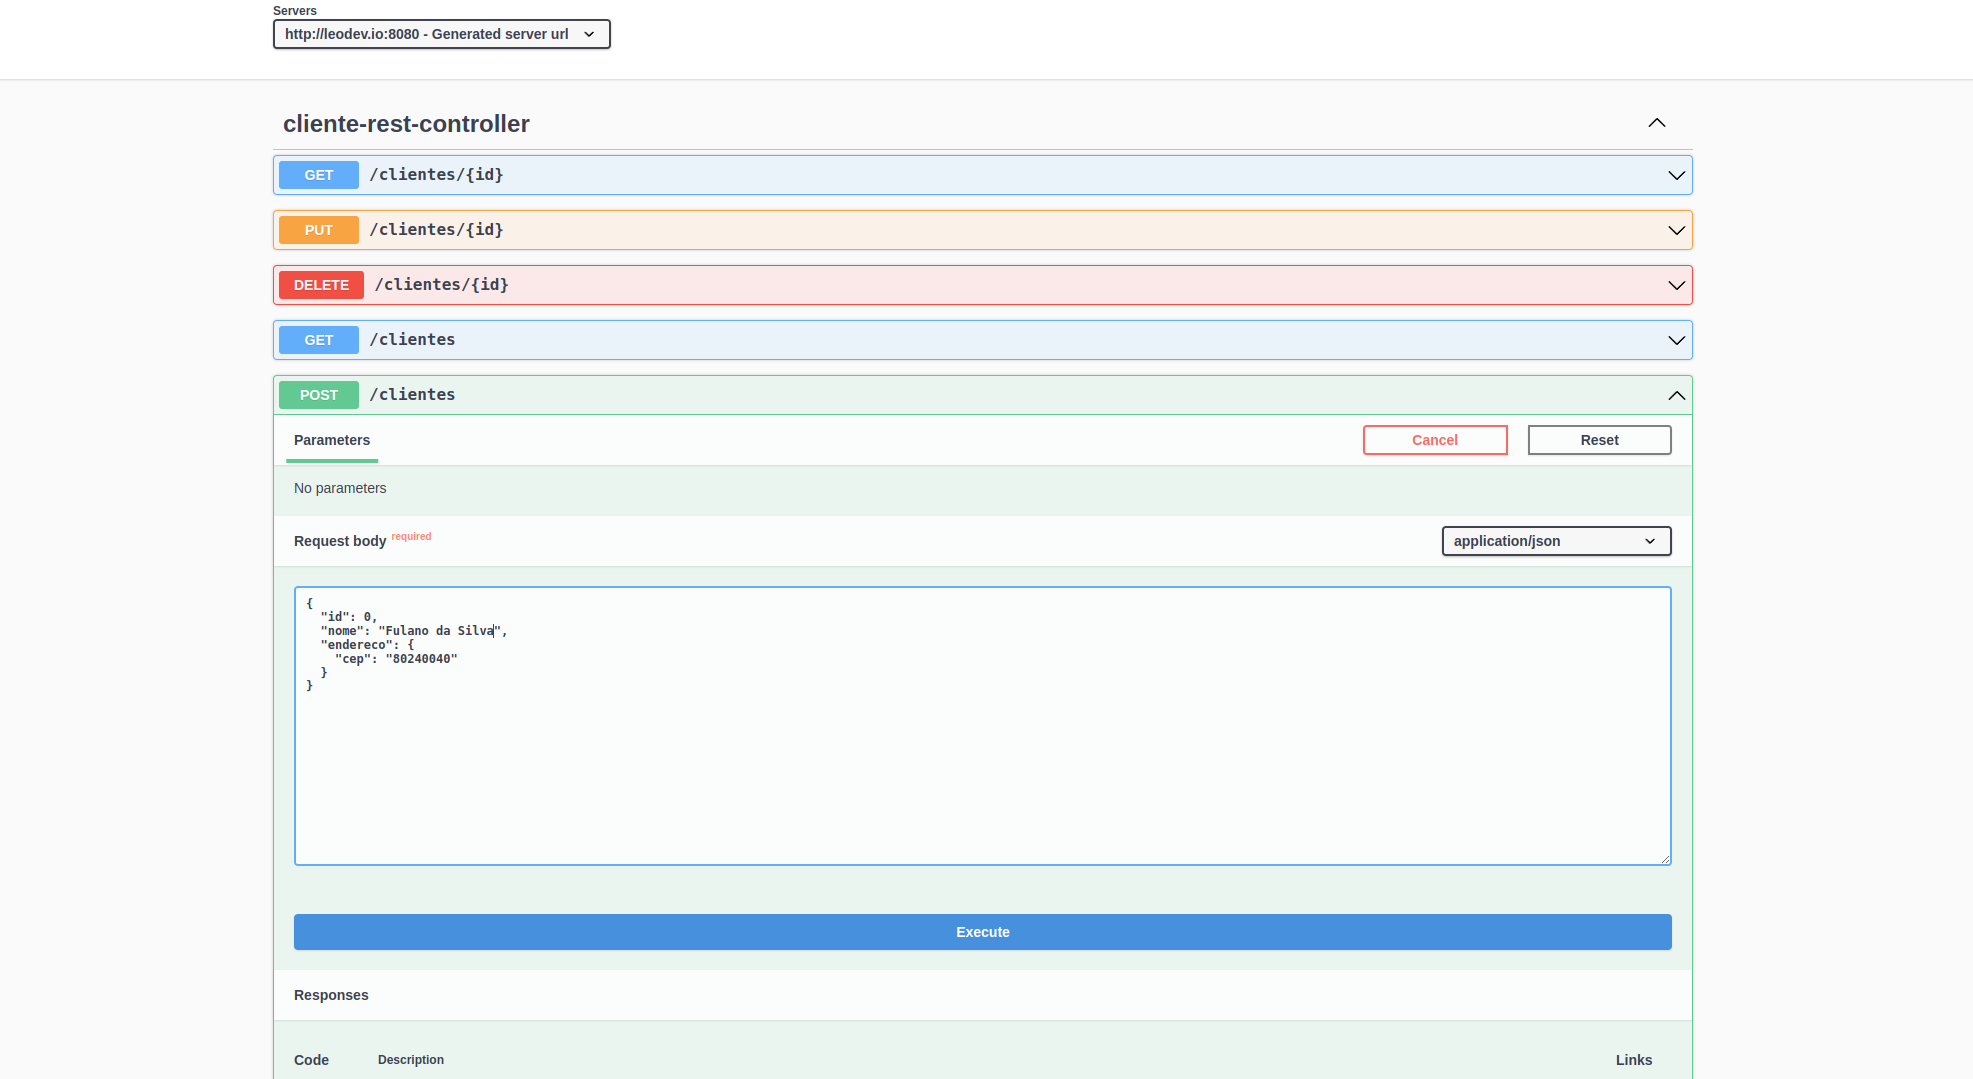 Servers
http://leodev.io:8080 - Generated server url
cliente-rest-controller
GET /clientes/{id}
PUT /clientes/{id}
DELETE /clientes/{id}
GET /clientes
POST /clientes
Parameters Cancel Reset
No parameters
Request body required application/json
{
  "id": 0,
  "nome": "Fulano da Silva",
  "endereco": {
    "cep": "80240040"
  }
}
Execute
Responses
Code Description Links